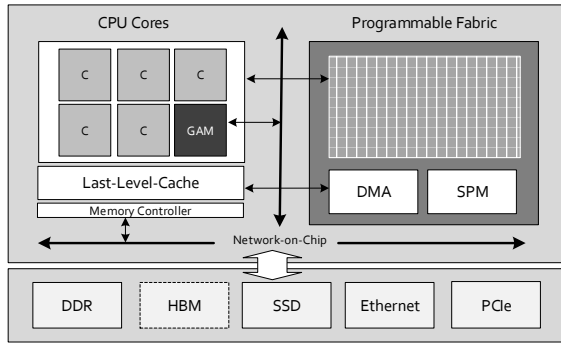 CPU Cores
Programmable Fabric
C
C
C
C
C
GAM
Last-Level-Cache
DMA
SPM
Memory Controller
Network-on-Chip
DDR
HBM
SSD
Ethernet
PCIe